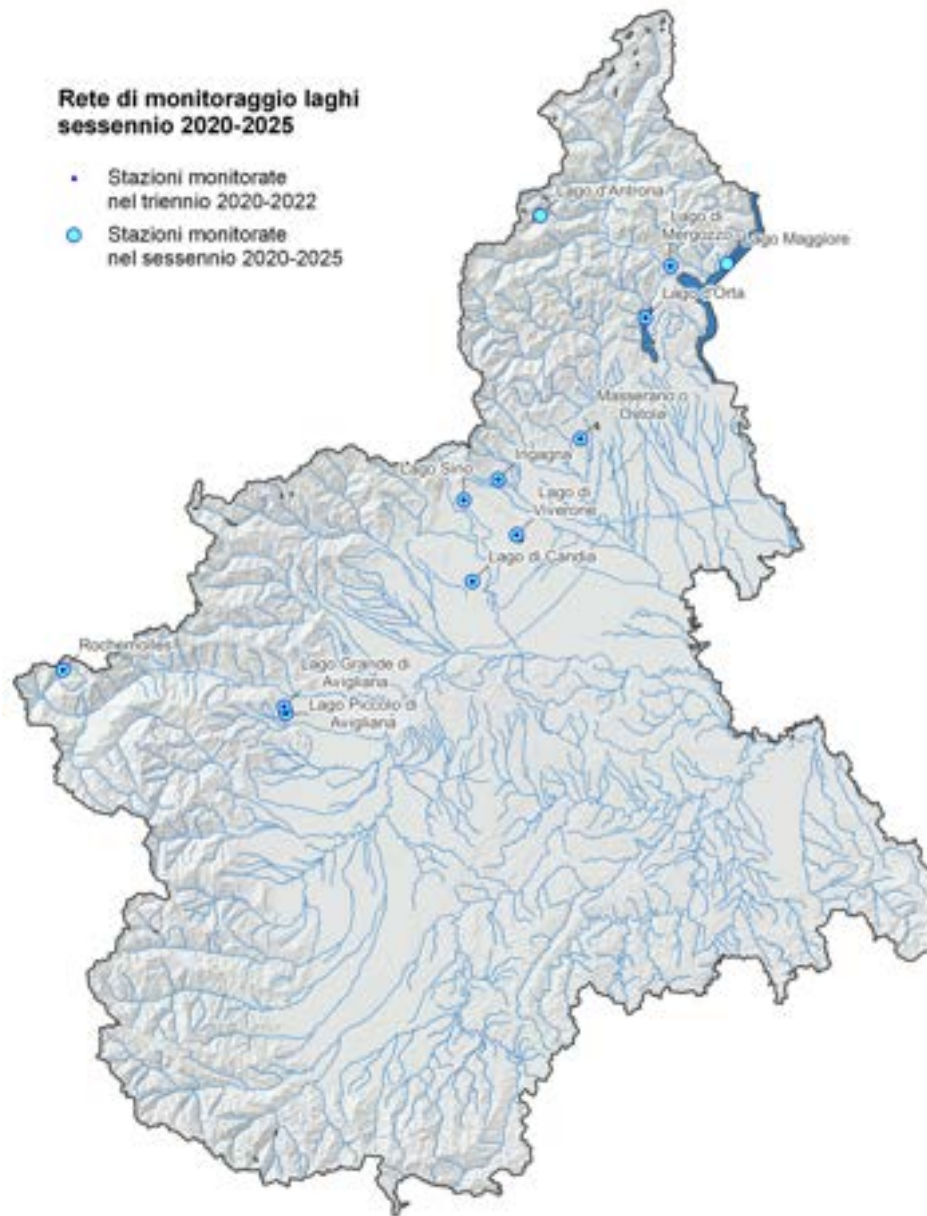 Rete di monitoraggio laghi
sessennio 2020-2025
Stazioni monitorate
nel triennio 2020-2022
Stazioni monitorate
nel sessennio 2020-2025
Lago d'Antrona
Lago di
Mergozzo
Lago Maggiore
Lago d'Orta
Masserano o
Ostola
Ingagna
Lago Sirio
Lago di
Viverone
Lago di Candia
Rochemolles
Lago Grande di
Avigliana
Lago Piccolo di
Avigliana